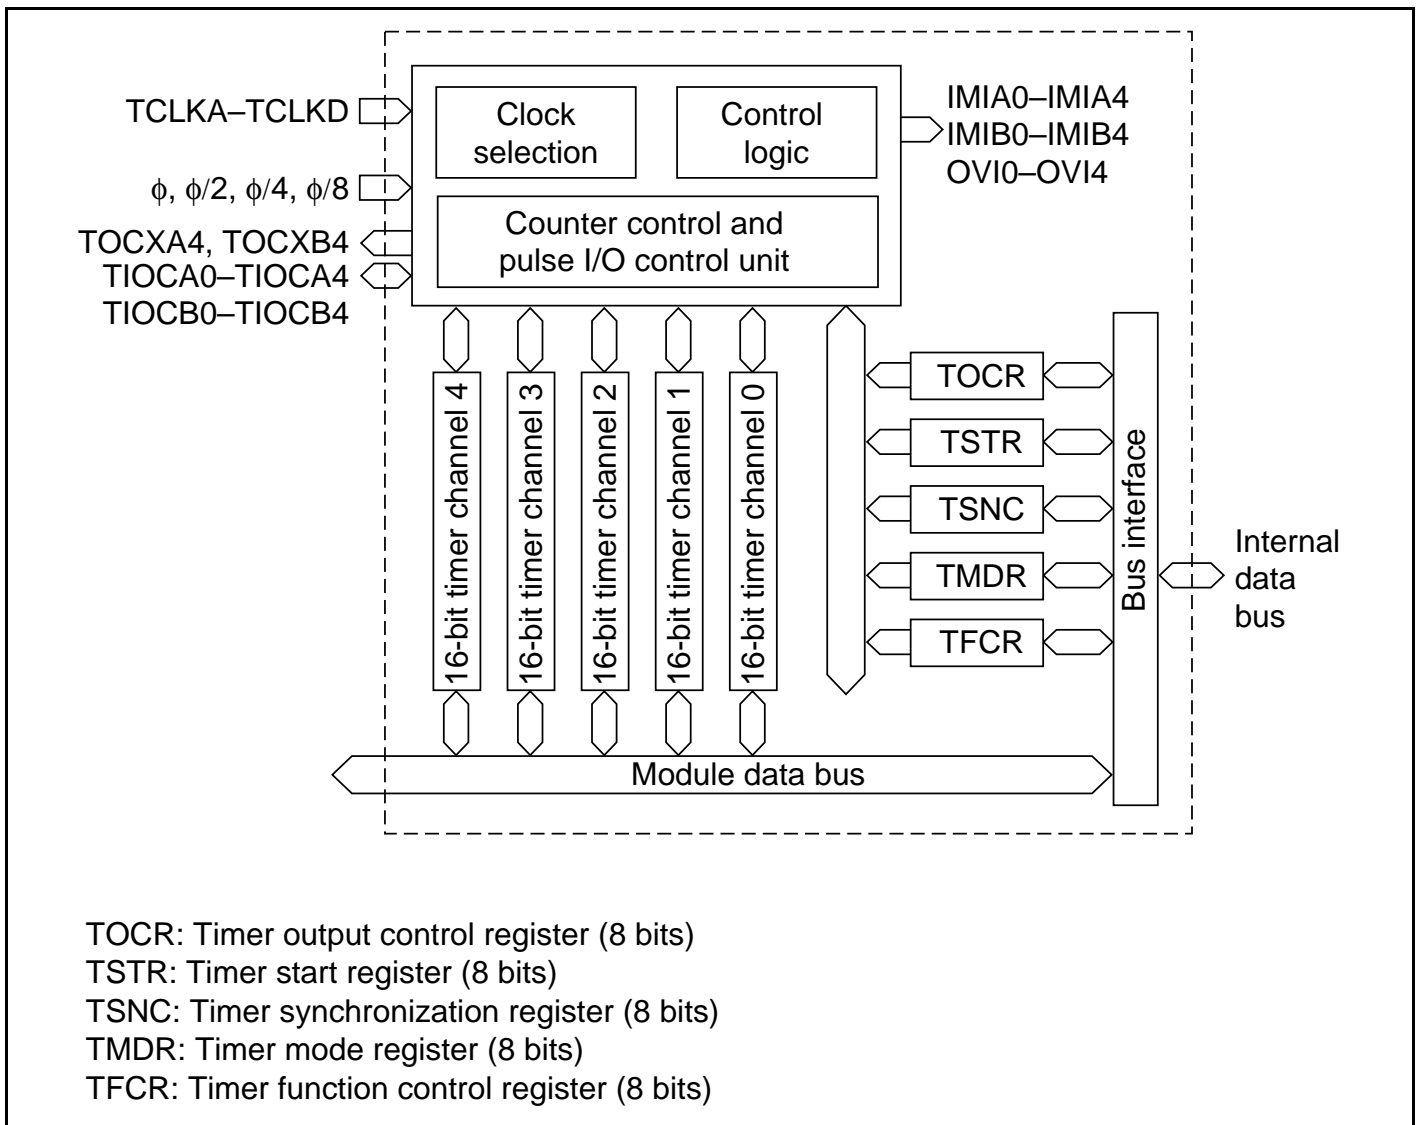 TCLKA–TCLKD
ϕ, ϕ/2, ϕ/4, ϕ/8
TOCXA4, TOCXB4
TIOCA0–TIOCA4
TIOCB0–TIOCB4
Clock
selection
Control
logic
Counter control and
pulse I/O control unit
IMIA0–IMIA4
IMIB0–IMIB4
OVI0–OVI4
16-bit timer channel 4
16-bit timer channel 3
16-bit timer channel 2
16-bit timer channel 1
16-bit timer channel 0
TOCR
TSTR
TSNC
TMDR
TFCR
Bus interface
Internal
data
bus
Module data bus
TOCR: Timer output control register (8 bits)
TSTR: Timer start register (8 bits)
TSNC: Timer synchronization register (8 bits)
TMDR: Timer mode register (8 bits)
TFCR: Timer function control register (8 bits)